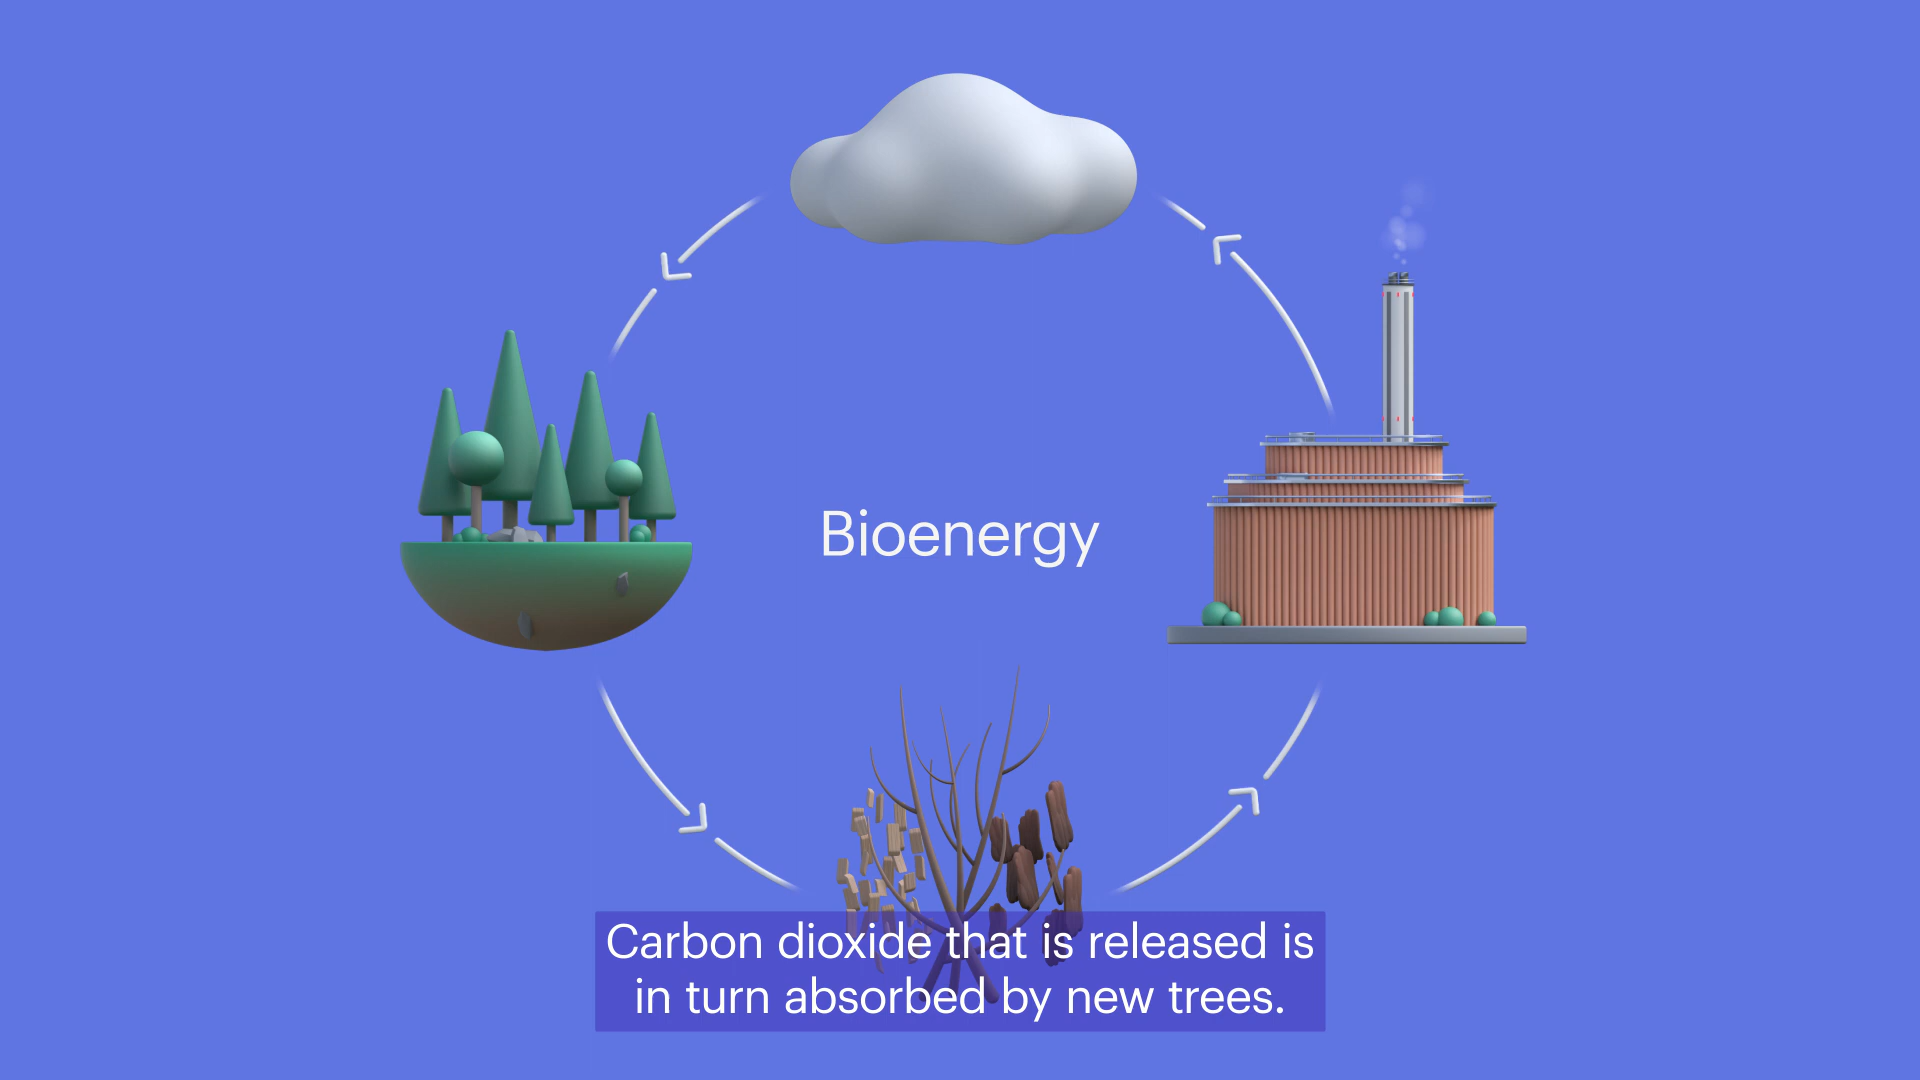 Bioenergy
Carbon dioxide that is released is
in turn absorbed by new trees.